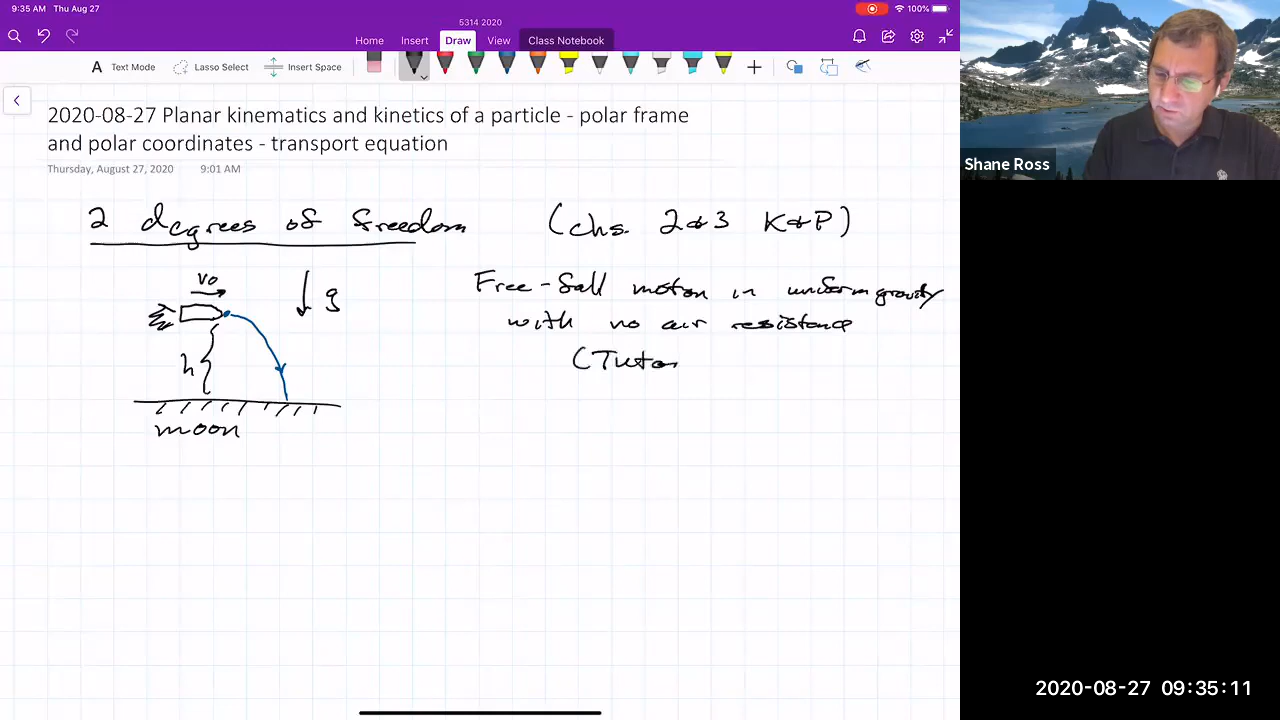 9:35 AM Thu Aug 27
100%
5314 2020
Home Insert Draw View Class Notebook
A Text Mode Lasso Select Insert Space
2020-08-27 Planar kinematics and kinetics of a particle - polar frame
and polar coordinates - transport equation
Thursday, August 27, 2020 9:01 AM
Shane Ross
2 degrees of freedom (chs. 2&3 K&P)
v0
g
Free-fall motion in uniform gravity
with no air resistance
h
(Tutor
moon
2020-08-27 09:35:11